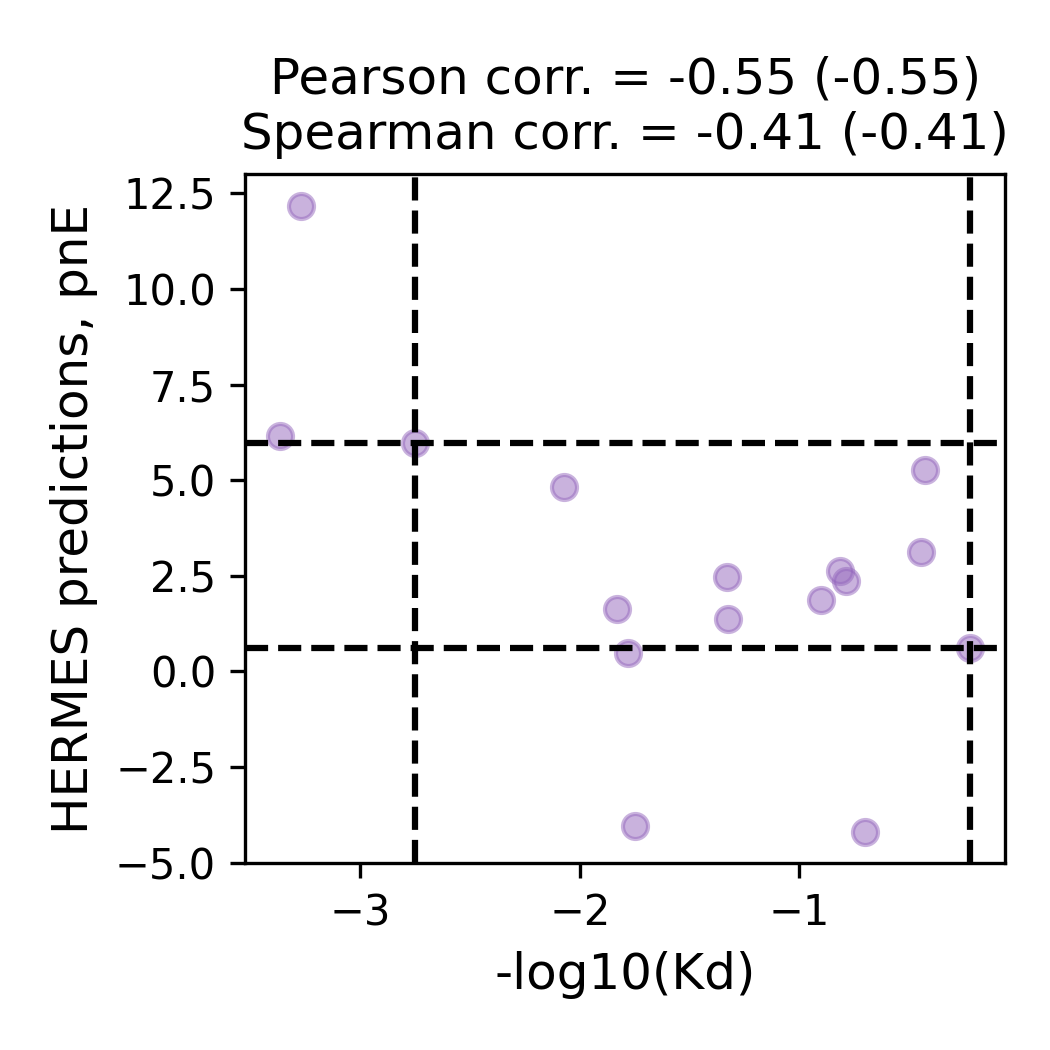 Pearson corr. = -0.55 (-0.55)
Spearman corr. = -0.41 (-0.41)
HERMES predictions, pnE
12.5
10.0
7.5
5.0
2.5
0.0
−2.5
−5.0
−3
−2
−1
-log10(Kd)